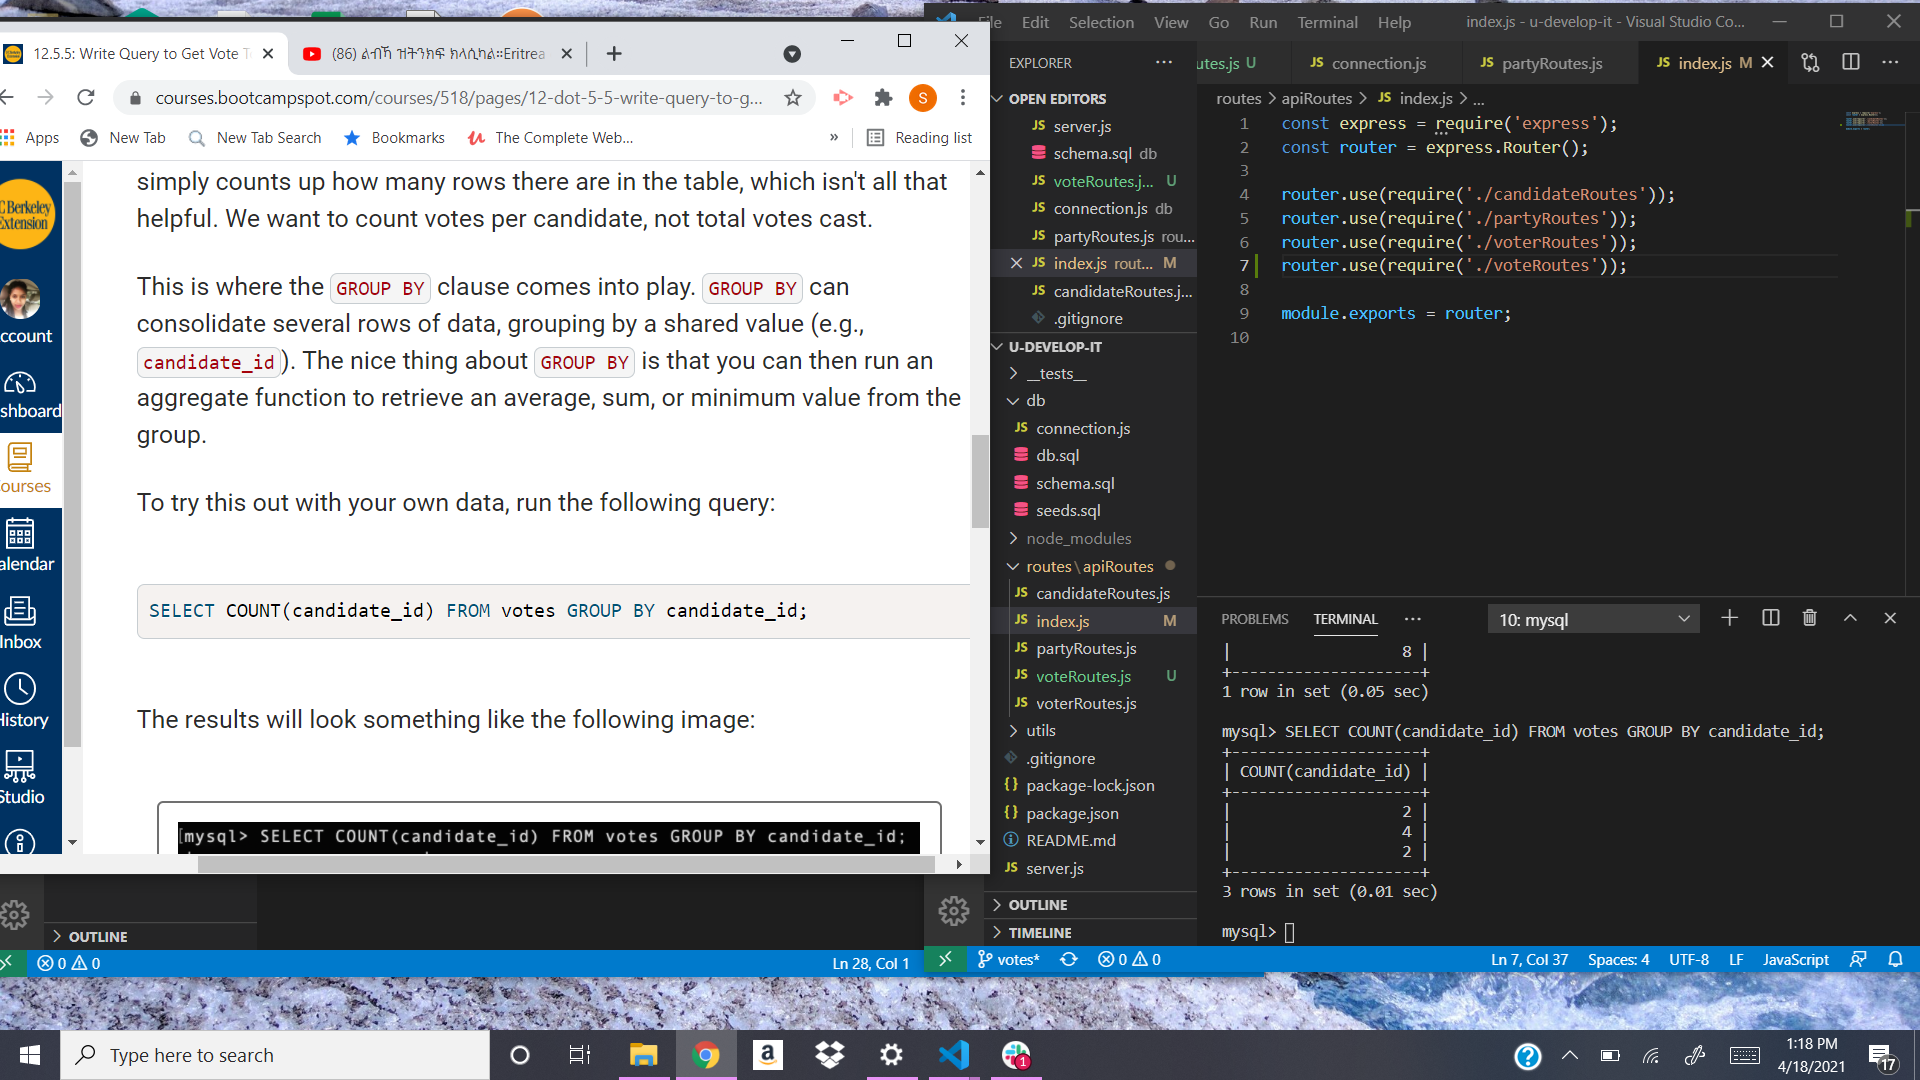 12.5.5: Write Query to Get Vote T
(86) ልብኻ ዝትንክፍ ክላሲካል።Eritrea
courses.bootcampspot.com/courses/518/pages/12-dot-5-5-write-query-to-g...
S
Apps
New Tab
New Tab Search
Bookmarks
The Complete Web...
»
Reading list
C Berkeley
Extension
ccount
shboard
ourses
alendar
Inbox
History
Studio
simply counts up how many rows there are in the table, which isn't all that
helpful. We want to count votes per candidate, not total votes cast.
This is where the GROUP BY clause comes into play. GROUP BY can
consolidate several rows of data, grouping by a shared value (e.g.,
candidate_id). The nice thing about GROUP BY is that you can then run an
aggregate function to retrieve an average, sum, or minimum value from the
group.
To try this out with your own data, run the following query:
SELECT COUNT(candidate_id) FROM votes GROUP BY candidate_id;
The results will look something like the following image:
[mysql> SELECT COUNT(candidate_id) FROM votes GROUP BY candidate_id;
OUTLINE
0 0
Ln 28, Col 1
File Edit Selection View Go Run Terminal Help
index.js - u-develop-it - Visual Studio Co...
EXPLORER
OPEN EDITORS
JS server.js
schema.sql db
JS voteRoutes.j... U
JS connection.js db
JS partyRoutes.js rou...
JS index.js rout... M
JS candidateRoutes.j...
.gitignore
U-DEVELOP-IT
__tests__
db
JS connection.js
db.sql
schema.sql
seeds.sql
node_modules
routes\apiRoutes
JS candidateRoutes.js
JS index.js M
JS partyRoutes.js
JS voteRoutes.js U
JS voterRoutes.js
utils
.gitignore
{} package-lock.json
{} package.json
README.md
JS server.js
OUTLINE
TIMELINE
utes.js U
JS connection.js
JS partyRoutes.js
JS index.js M
routes > apiRoutes > JS index.js > ...
1 const express = require('express');
2 const router = express.Router();
3
4 router.use(require('./candidateRoutes'));
5 router.use(require('./partyRoutes'));
6 router.use(require('./voterRoutes'));
7 router.use(require('./voteRoutes'));
8
9 module.exports = router;
10
PROBLEMS TERMINAL ...
10: mysql
| 8 |
+---------------------+
1 row in set (0.05 sec)
mysql> SELECT COUNT(candidate_id) FROM votes GROUP BY candidate_id;
+---------------------+
| COUNT(candidate_id) |
+---------------------+
| 2 |
| 4 |
| 2 |
+---------------------+
3 rows in set (0.01 sec)
mysql>
votes* 0 0
Ln 7, Col 37 Spaces: 4 UTF-8 LF JavaScript
Type here to search
a
1
1:18 PM
4/18/2021
17